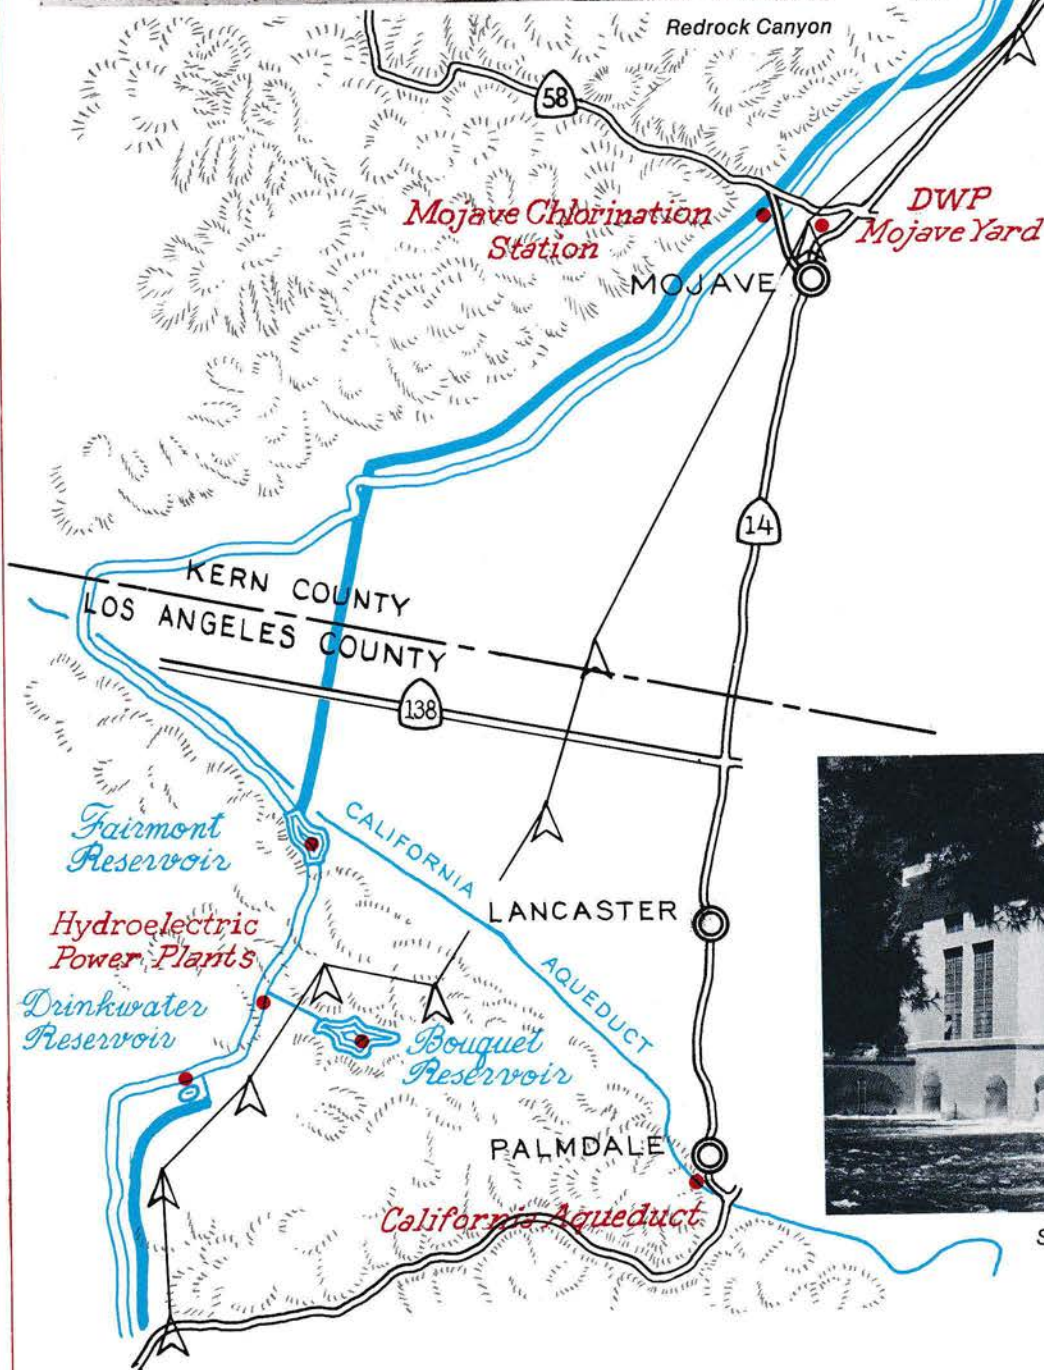 Redrock Canyon
58
Mojave Chlorination
Station
DWP
Mojave Yard
MOJAVE
14
KERN COUNTY
LOS ANGELES COUNTY
138
Fairmont
Reservoir
CALIFORNIA
AQUEDUCT
LANCASTER
Hydroelectric
Power Plants
Drinkwater
Reservoir
Bouquet
Reservoir
PALMDALE
California Aqueduct
S